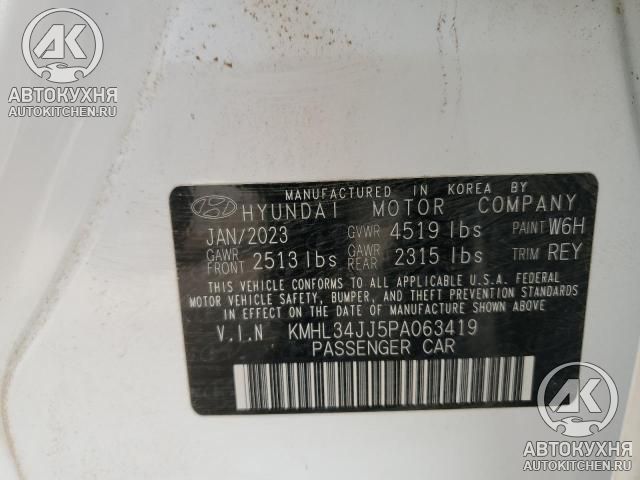 AK
АВТОКУХНЯ
AUTOKITCHEN.RU
MANUFACTURED IN KOREA BY
HYUNDAI MOTOR COMPANY
JAN/2023 GVWR 4519 lbs PAINT W6H
GAWR FRONT 2513 lbs GAWR REAR 2315 lbs TRIM REY
THIS VEHICLE CONFORMS TO ALL APPLICABLE U.S.A. FEDERAL
MOTOR VEHICLE SAFETY, BUMPER, AND THEFT PREVENTION STANDARDS
IN EFFECT ON THE DATE OF MANUFACTURE SHOWN ABOVE
V.I.N KMHL34JJ5PA063419
PASSENGER CAR
AK
АВТОКУХНЯ
AUTOKITCHEN.RU